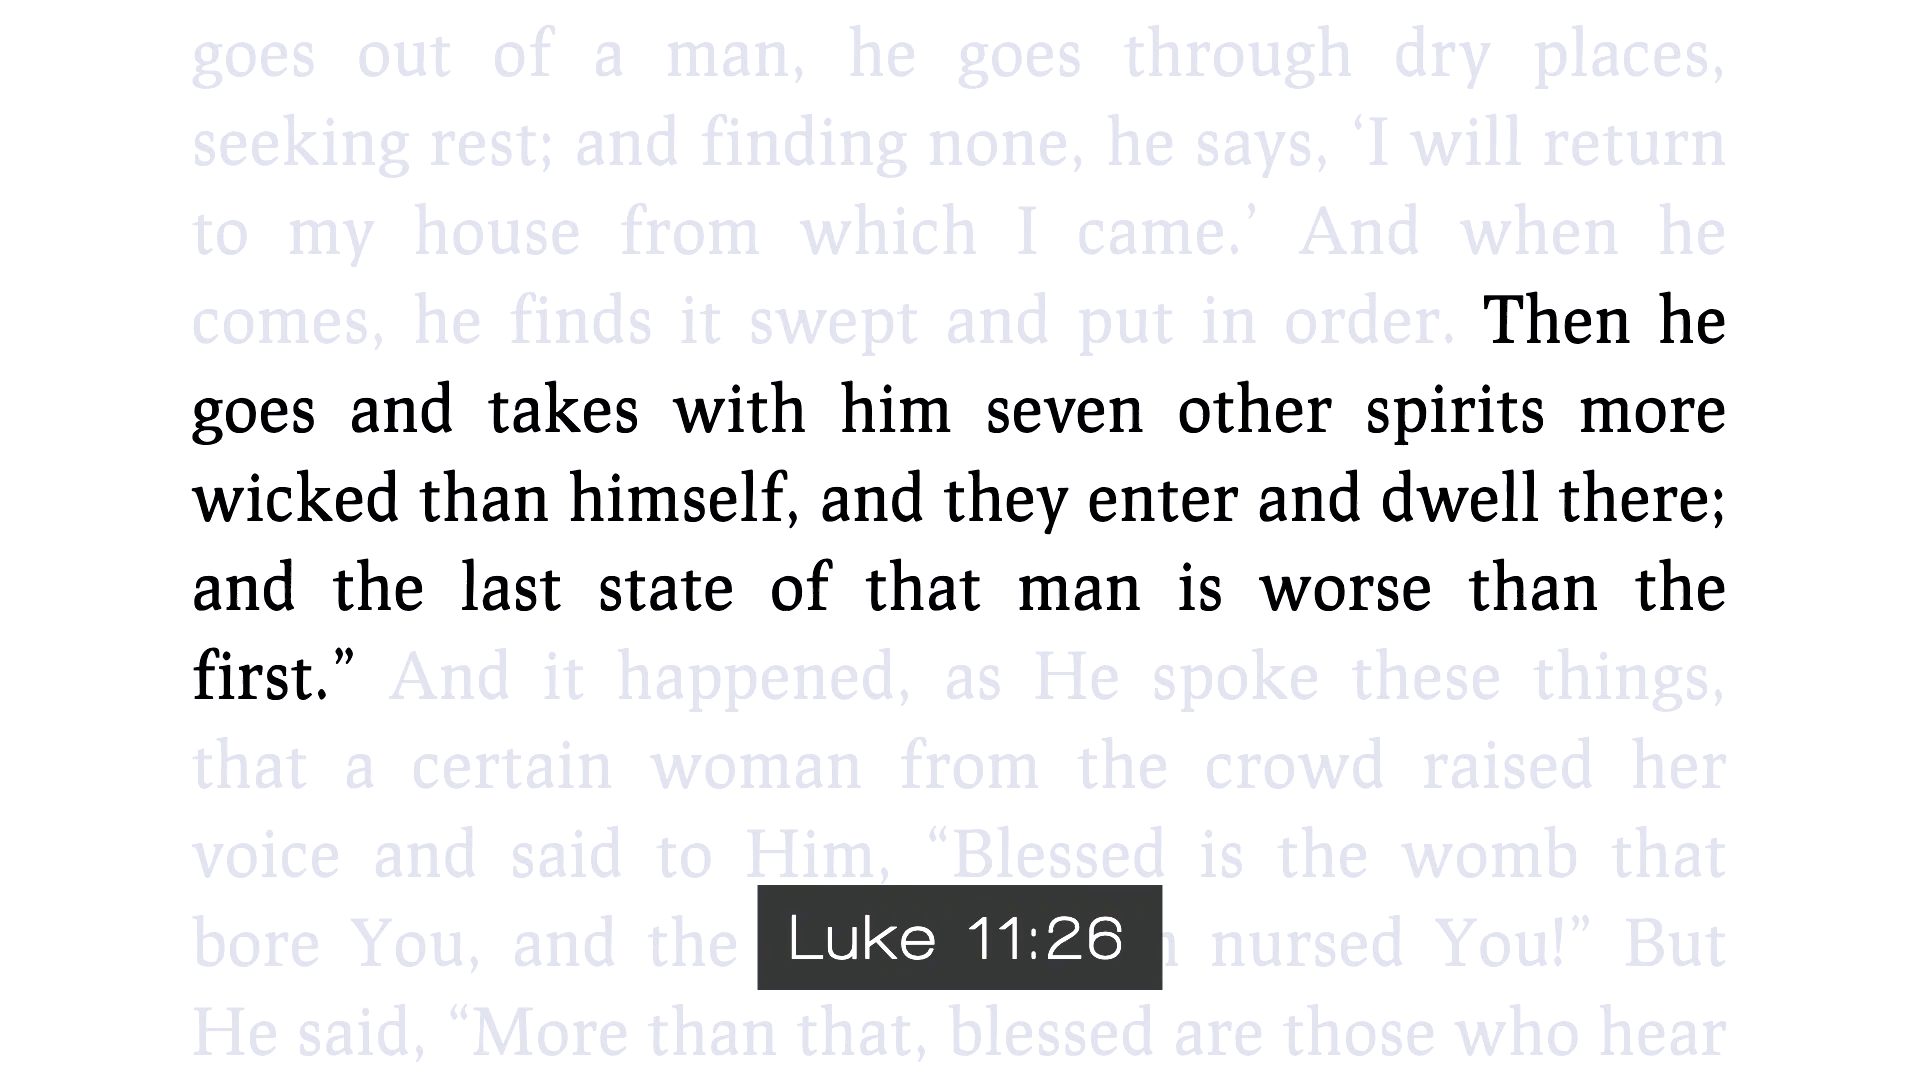 goes out of a man, he goes through dry places,
seeking rest; and finding none, he says, ‘I will return
to my house from which I came.’ And when he
comes, he finds it swept and put in order. Then he
goes and takes with him seven other spirits more
wicked than himself, and they enter and dwell there;
and the last state of that man is worse than the
first.” And it happened, as He spoke these things,
that a certain woman from the crowd raised her
voice and said to Him, “Blessed is the womb that
bore You, and the nursed You!” But
Luke 11:26
He said, “More than that, blessed are those who hear